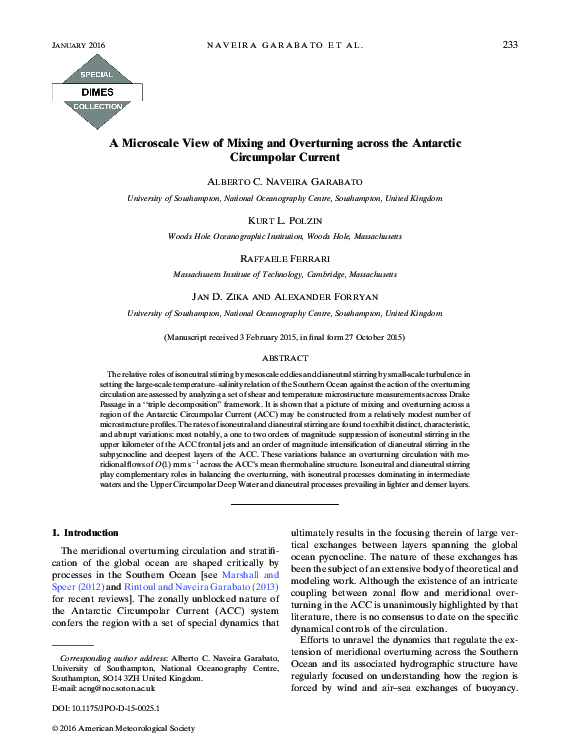 JANUARY 2016
NAVEIRA GARABATO ET AL.
233
SPECIAL
DIMES
COLLECTION
A Microscale View of Mixing and Overturning across the Antarctic
Circumpolar Current
ALBERTO C. NAVEIRA GARABATO
University of Southampton, National Oceanography Centre, Southampton, United Kingdom
KURT L. POLZIN
Woods Hole Oceanographic Institution, Woods Hole, Massachusetts
RAFFAELE FERRARI
Massachusetts Institute of Technology, Cambridge, Massachusetts
JAN D. ZIKA AND ALEXANDER FORRYAN
University of Southampton, National Oceanography Centre, Southampton, United Kingdom
(Manuscript received 3 February 2015, in final form 27 October 2015)
ABSTRACT
The relative roles of isoneutral stirring by mesoscale eddies and dianeutral stirring by small-scale turbulence in
setting the large-scale temperature–salinity relation of the Southern Ocean against the action of the overturning
circulation are assessed by analyzing a set of shear and temperature microstructure measurements across Drake
Passage in a ‘‘triple decomposition’’ framework. It is shown that a picture of mixing and overturning across a
region of the Antarctic Circumpolar Current (ACC) may be constructed from a relatively modest number of
microstructure profiles. The rates of isoneutral and dianeutral stirring are found to exhibit distinct, characteristic,
and abrupt variations: most notably, a one to two orders of magnitude suppression of isoneutral stirring in the
upper kilometer of the ACC frontal jets and an order of magnitude intensification of dianeutral stirring in the
subpycnocline and deepest layers of the ACC. These variations balance an overturning circulation with me-
ridional flows of O(1) mm s−1 across the ACC’s mean thermohaline structure. Isoneutral and dianeutral stirring
play complementary roles in balancing the overturning, with isoneutral processes dominating in intermediate
waters and the Upper Circumpolar Deep Water and dianeutral processes prevailing in lighter and denser layers.
1. Introduction
The meridional overturning circulation and stratifi-
cation of the global ocean are shaped critically by
processes in the Southern Ocean [see Marshall and
Speer (2012) and Rintoul and Naveira Garabato (2013)
for recent reviews]. The zonally unblocked nature of
the Antarctic Circumpolar Current (ACC) system
confers the region with a set of special dynamics that
Corresponding author address: Alberto C. Naveira Garabato,
University of Southampton, National Oceanography Centre,
Southampton, SO14 3ZH United Kingdom.
E-mail: acng@noc.soton.ac.uk
DOI: 10.1175/JPO-D-15-0025.1
© 2016 American Meteorological Society
ultimately results in the focusing therein of large ver-
tical exchanges between layers spanning the global
ocean pycnocline. The nature of these exchanges has
been the subject of an extensive body of theoretical and
modeling work. Although the existence of an intricate
coupling between zonal flow and meridional over-
turning in the ACC is unanimously highlighted by that
literature, there is no consensus to date on the specific
dynamical controls of the circulation.
Efforts to unravel the dynamics that regulate the ex-
tension of meridional overturning across the Southern
Ocean and its associated hydrographic structure have
regularly focused on understanding how the region is
forced by wind and air–sea exchanges of buoyancy.